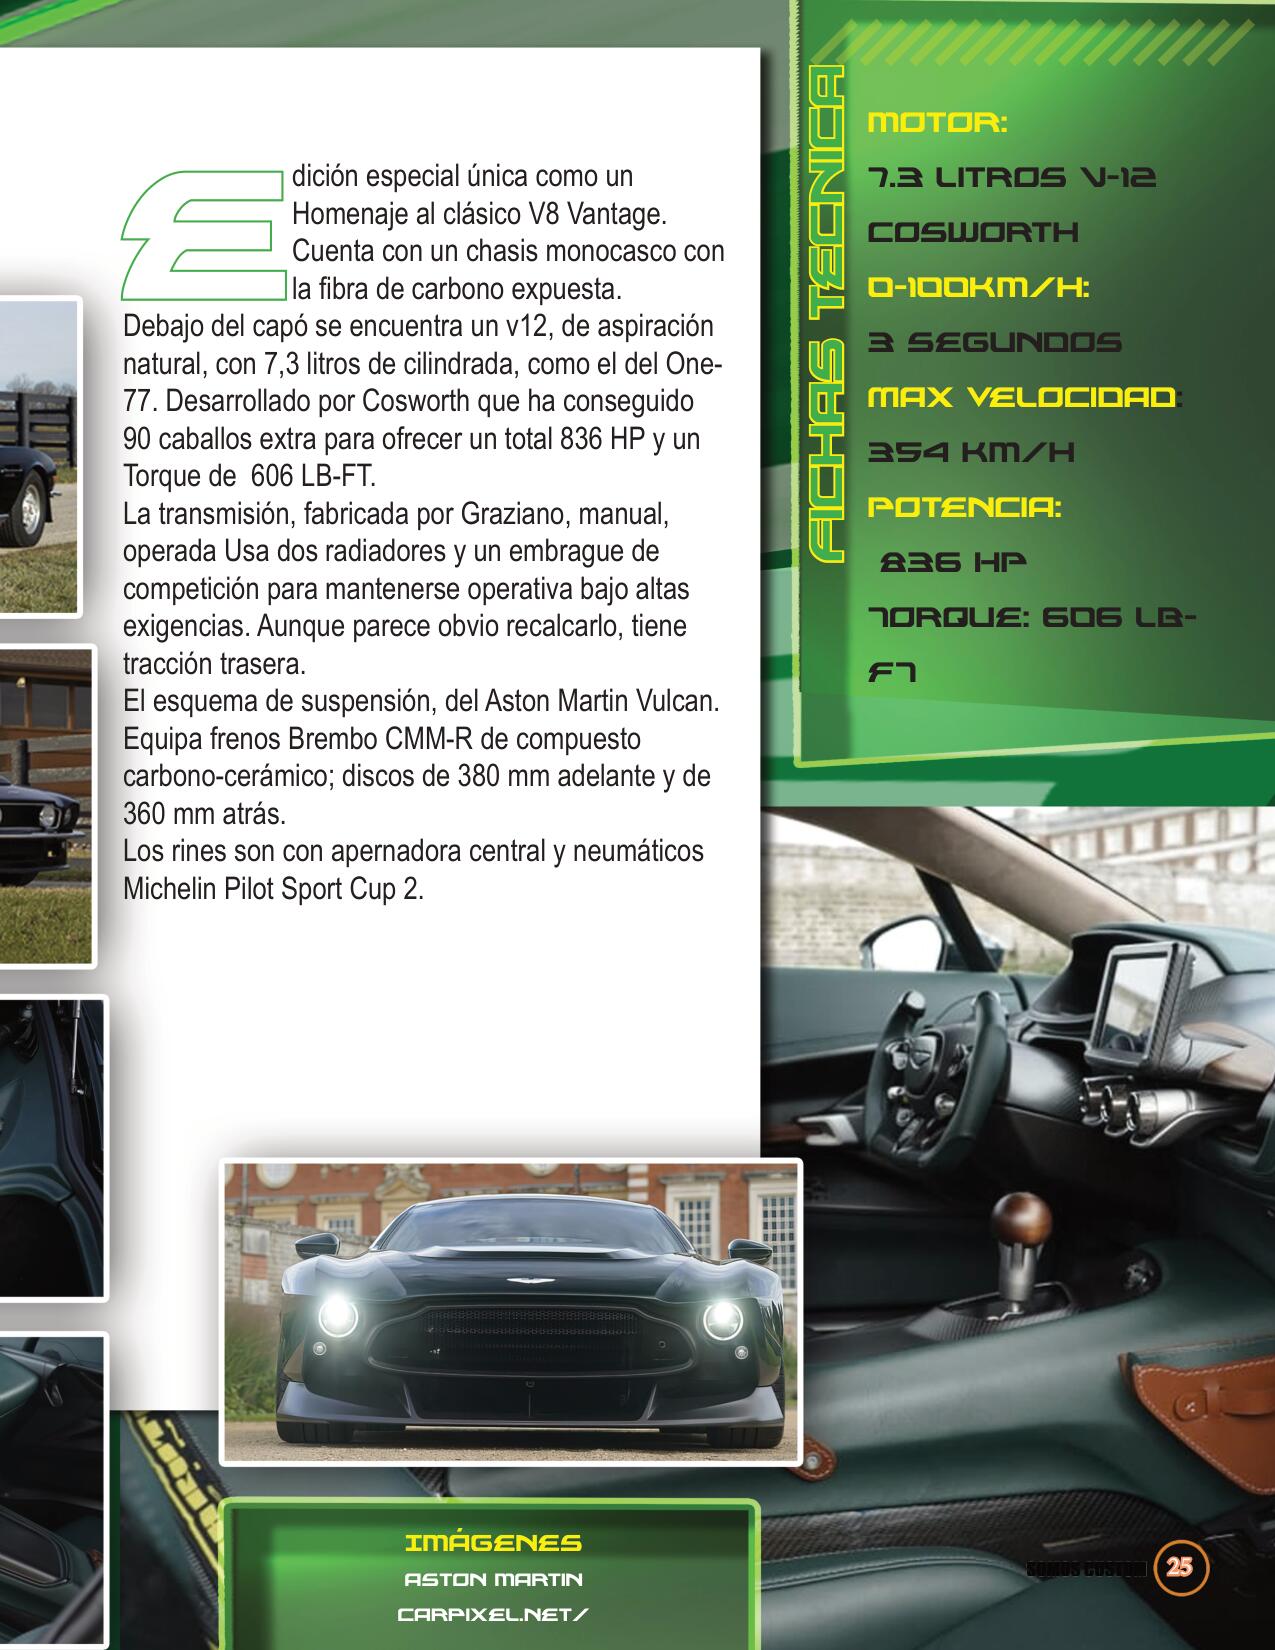 Edición especial única como un
Homenaje al clásico V8 Vantage.
Cuenta con un chasis monocasco con
la fibra de carbono expuesta.
Debajo del capó se encuentra un v12, de aspiración
natural, con 7,3 litros de cilindrada, como el del One-
77. Desarrollado por Cosworth que ha conseguido
90 caballos extra para ofrecer un total 836 HP y un
Torque de  606 LB-FT.
La transmisión, fabricada por Graziano, manual,
operada Usa dos radiadores y un embrague de
competición para mantenerse operativa bajo altas
exigencias. Aunque parece obvio recalcarlo, tiene
tracción trasera.
El esquema de suspensión, del Aston Martin Vulcan.
Equipa frenos Brembo CMM-R de compuesto
carbono-cerámico; discos de 380 mm adelante y de
360 mm atrás.
Los rines son con apernadora central y neumáticos
Michelin Pilot Sport Cup 2.
FICHAS TECNICA
MOTOR:
7.3 LITROS V-12
COSWORTH
0-100KM/H:
3 SEGUNDOS
MAX VELOCIDAD:
354 KM/H
POTENCIA:
836 HP
TORQUE: 606 LB-
FT
IMÁGENES
ASTON MARTIN
CARPIXEL.NET/
SOMOS CUSTOM
25